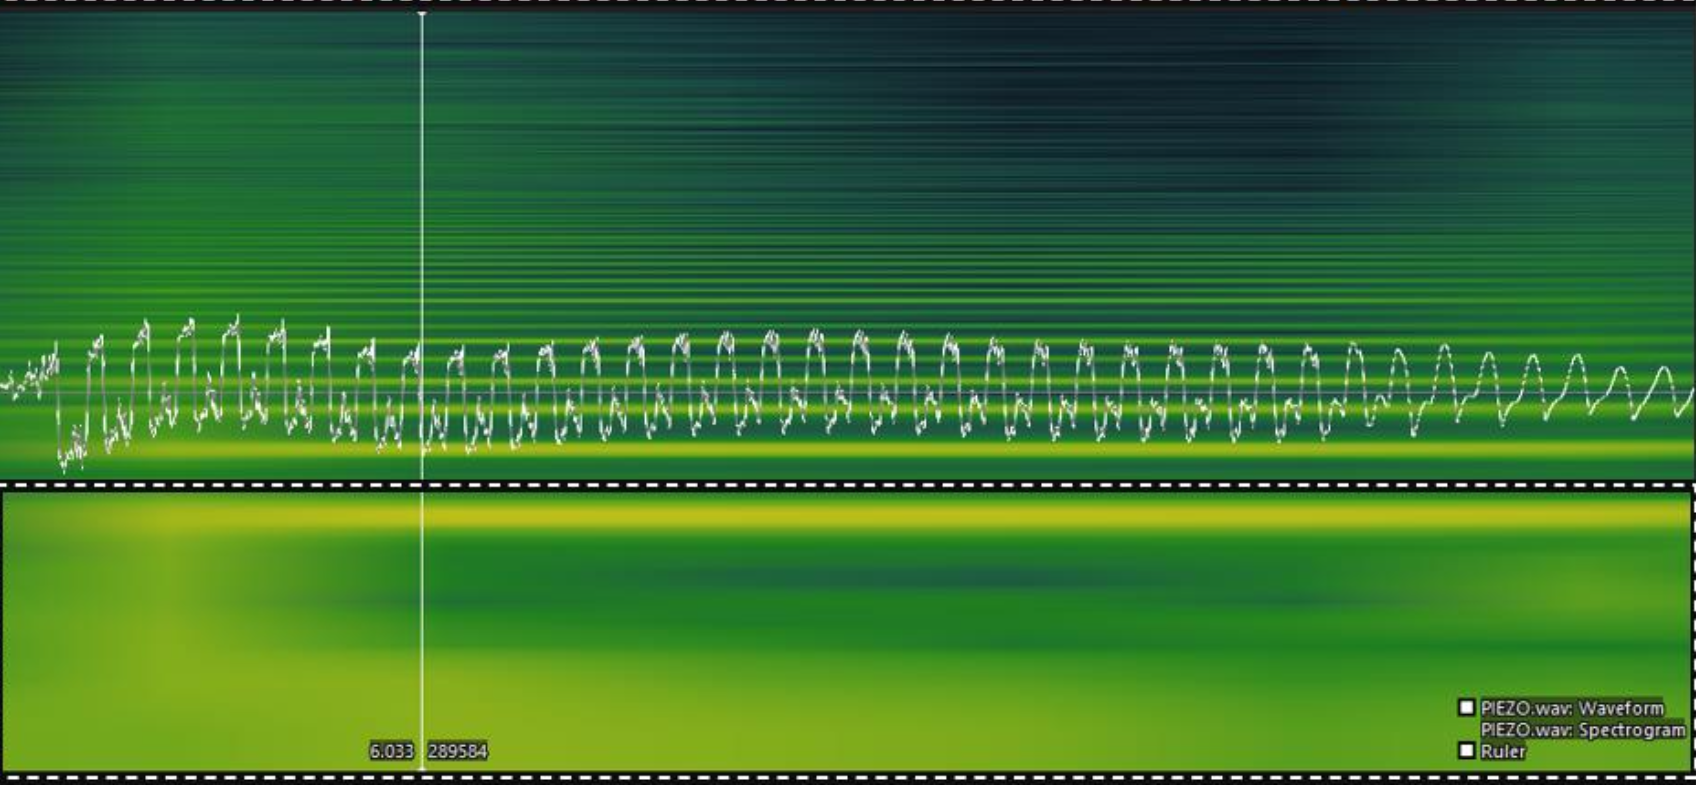 PIEZO.wav: Waveform
PIEZO.wav: Spectrogram
6.033 289584
Ruler